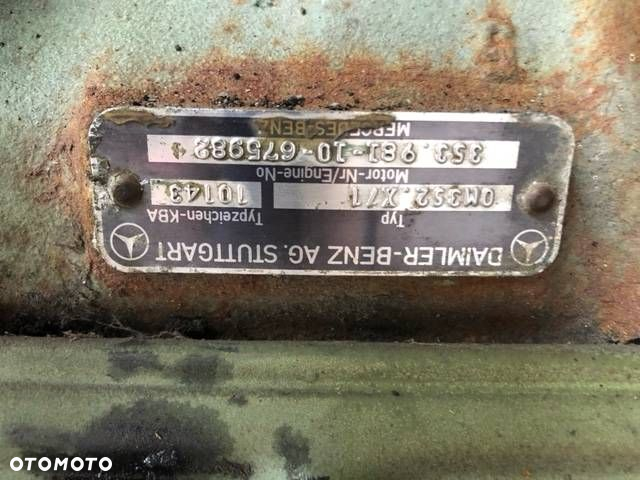 DAIMLER-BENZ AG. STUTTGART
Typ Typzeichen-KBA
OM352.X/1 10143
Motor-Nr/Engine-No
353.981-10-675982
MERCEDES-BENZ
OTOMOTO